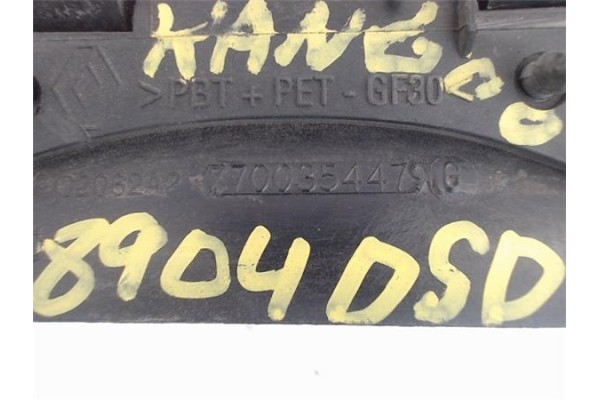 KANGOO
>PBT + PET - GF30<
7700354479/G
8904DSD